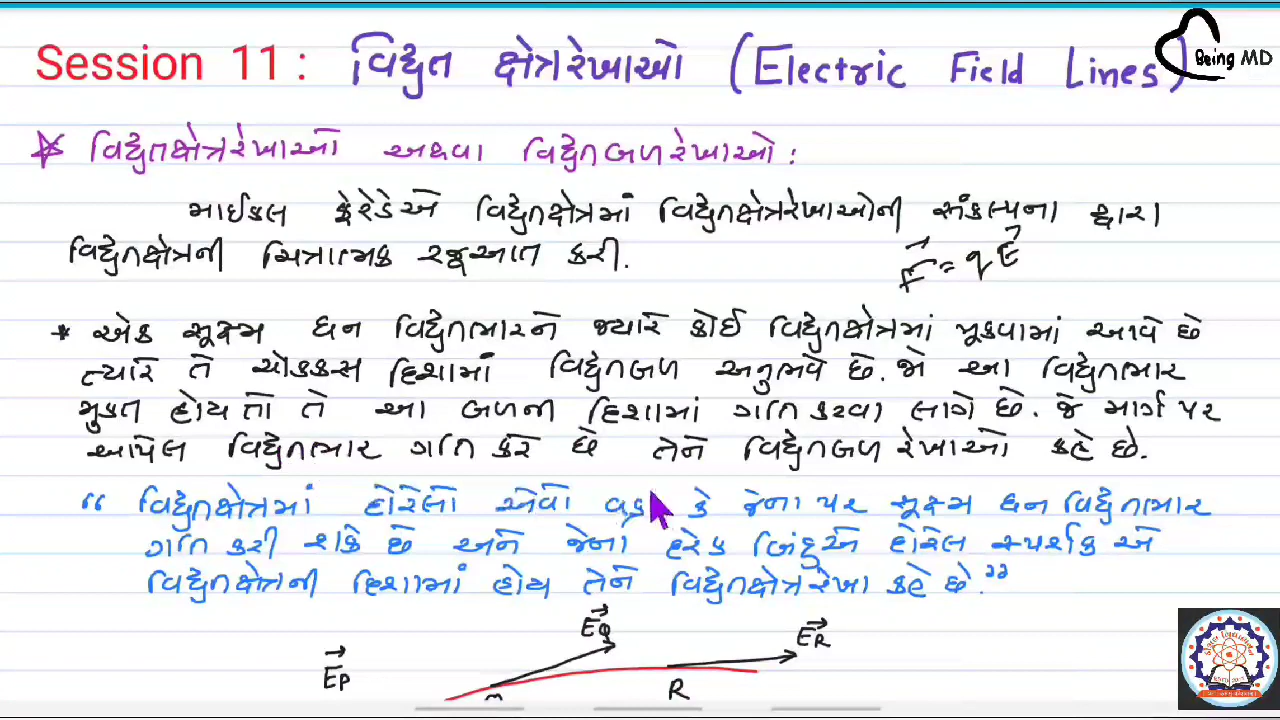 Session 11 : વિદ્યુત ક્ષેત્રરેખાઓ (Electric Field Lines)
Being MD
* વિદ્યુતક્ષેત્રરેખાઓ અથવા વિદ્યુતબળરેખાઓ :
માઈકલ ફેરેડેએ વિદ્યુતક્ષેત્રમાં વિદ્યુતક્ષેત્રરેખાઓની સંકલ્પના દ્વારા
વિદ્યુતક્ષેત્રની ચિત્રાત્મક રજૂઆત કરી.
F⃗ = qE⃗
* એક સૂક્ષ્મ ધન વિદ્યુતભારને જ્યારે કોઈ વિદ્યુતક્ષેત્રમાં મૂકવામાં આવે છે
ત્યારે તે ચોક્કસ દિશામાં વિદ્યુતબળ અનુભવે છે. જો આ વિદ્યુતભાર
મુક્ત હોય તો તે આ બળની દિશામાં ગતિ કરવા લાગે છે. જે માર્ગ પર
આપેલ વિદ્યુતભાર ગતિ કરે છે તેને વિદ્યુતબળ રેખાઓ કહે છે.
“ વિદ્યુતક્ષેત્રમાં દોરેલો એવો વક્ર કે જેના પર સૂક્ષ્મ ધન વિદ્યુતભાર
ગતિ કરી શકે છે અને જેના દરેક બિંદુએ દોરેલ સ્પર્શક એ
વિદ્યુતક્ષેત્રની દિશામાં હોય તેને વિદ્યુતક્ષેત્રરેખા કહે છે.”
E⃗Q
E⃗R
E⃗P
R